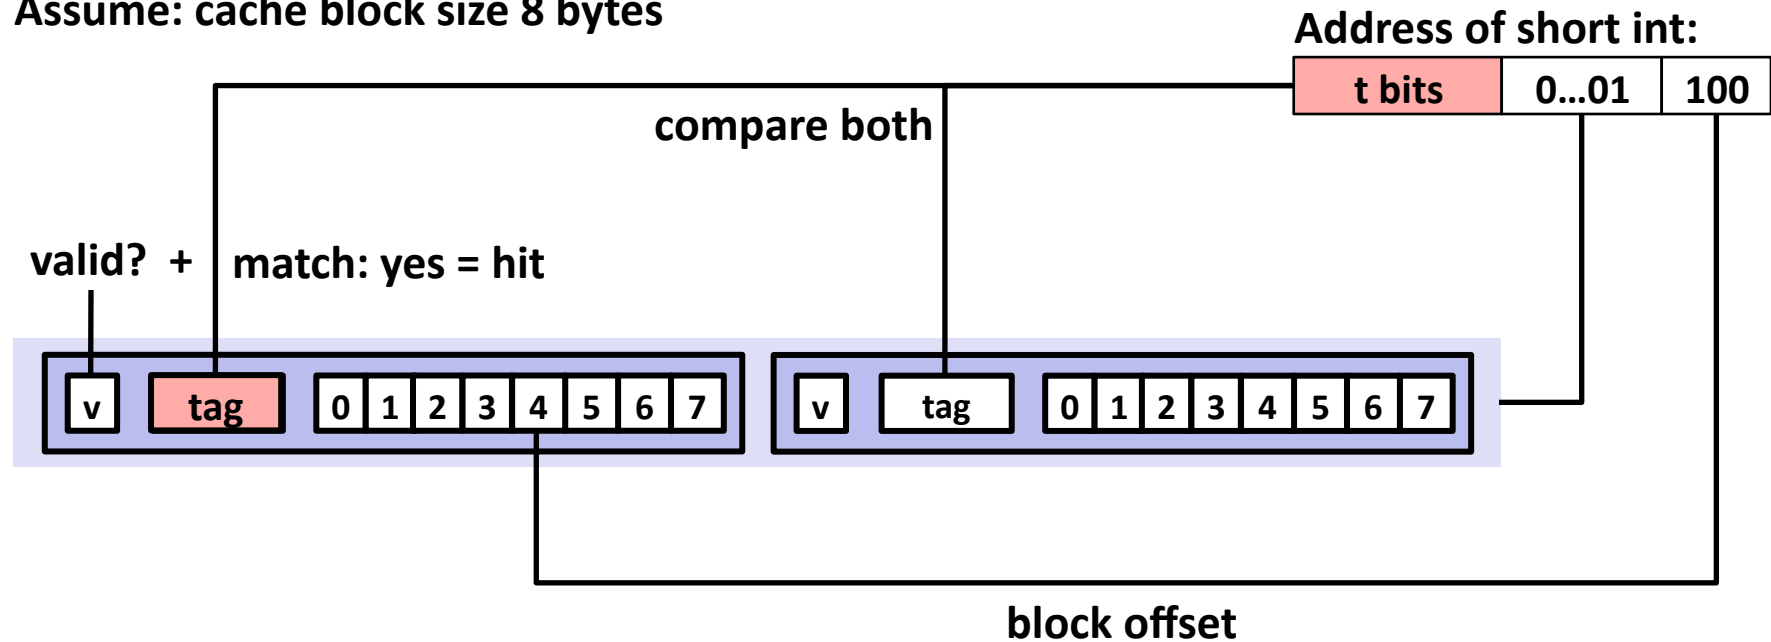 Assume: cache block size 8 bytes
Address of short int:
t bits 0...01 100
compare both
valid? + match: yes = hit
v tag 0 1 2 3 4 5 6 7 v tag 0 1 2 3 4 5 6 7
block offset